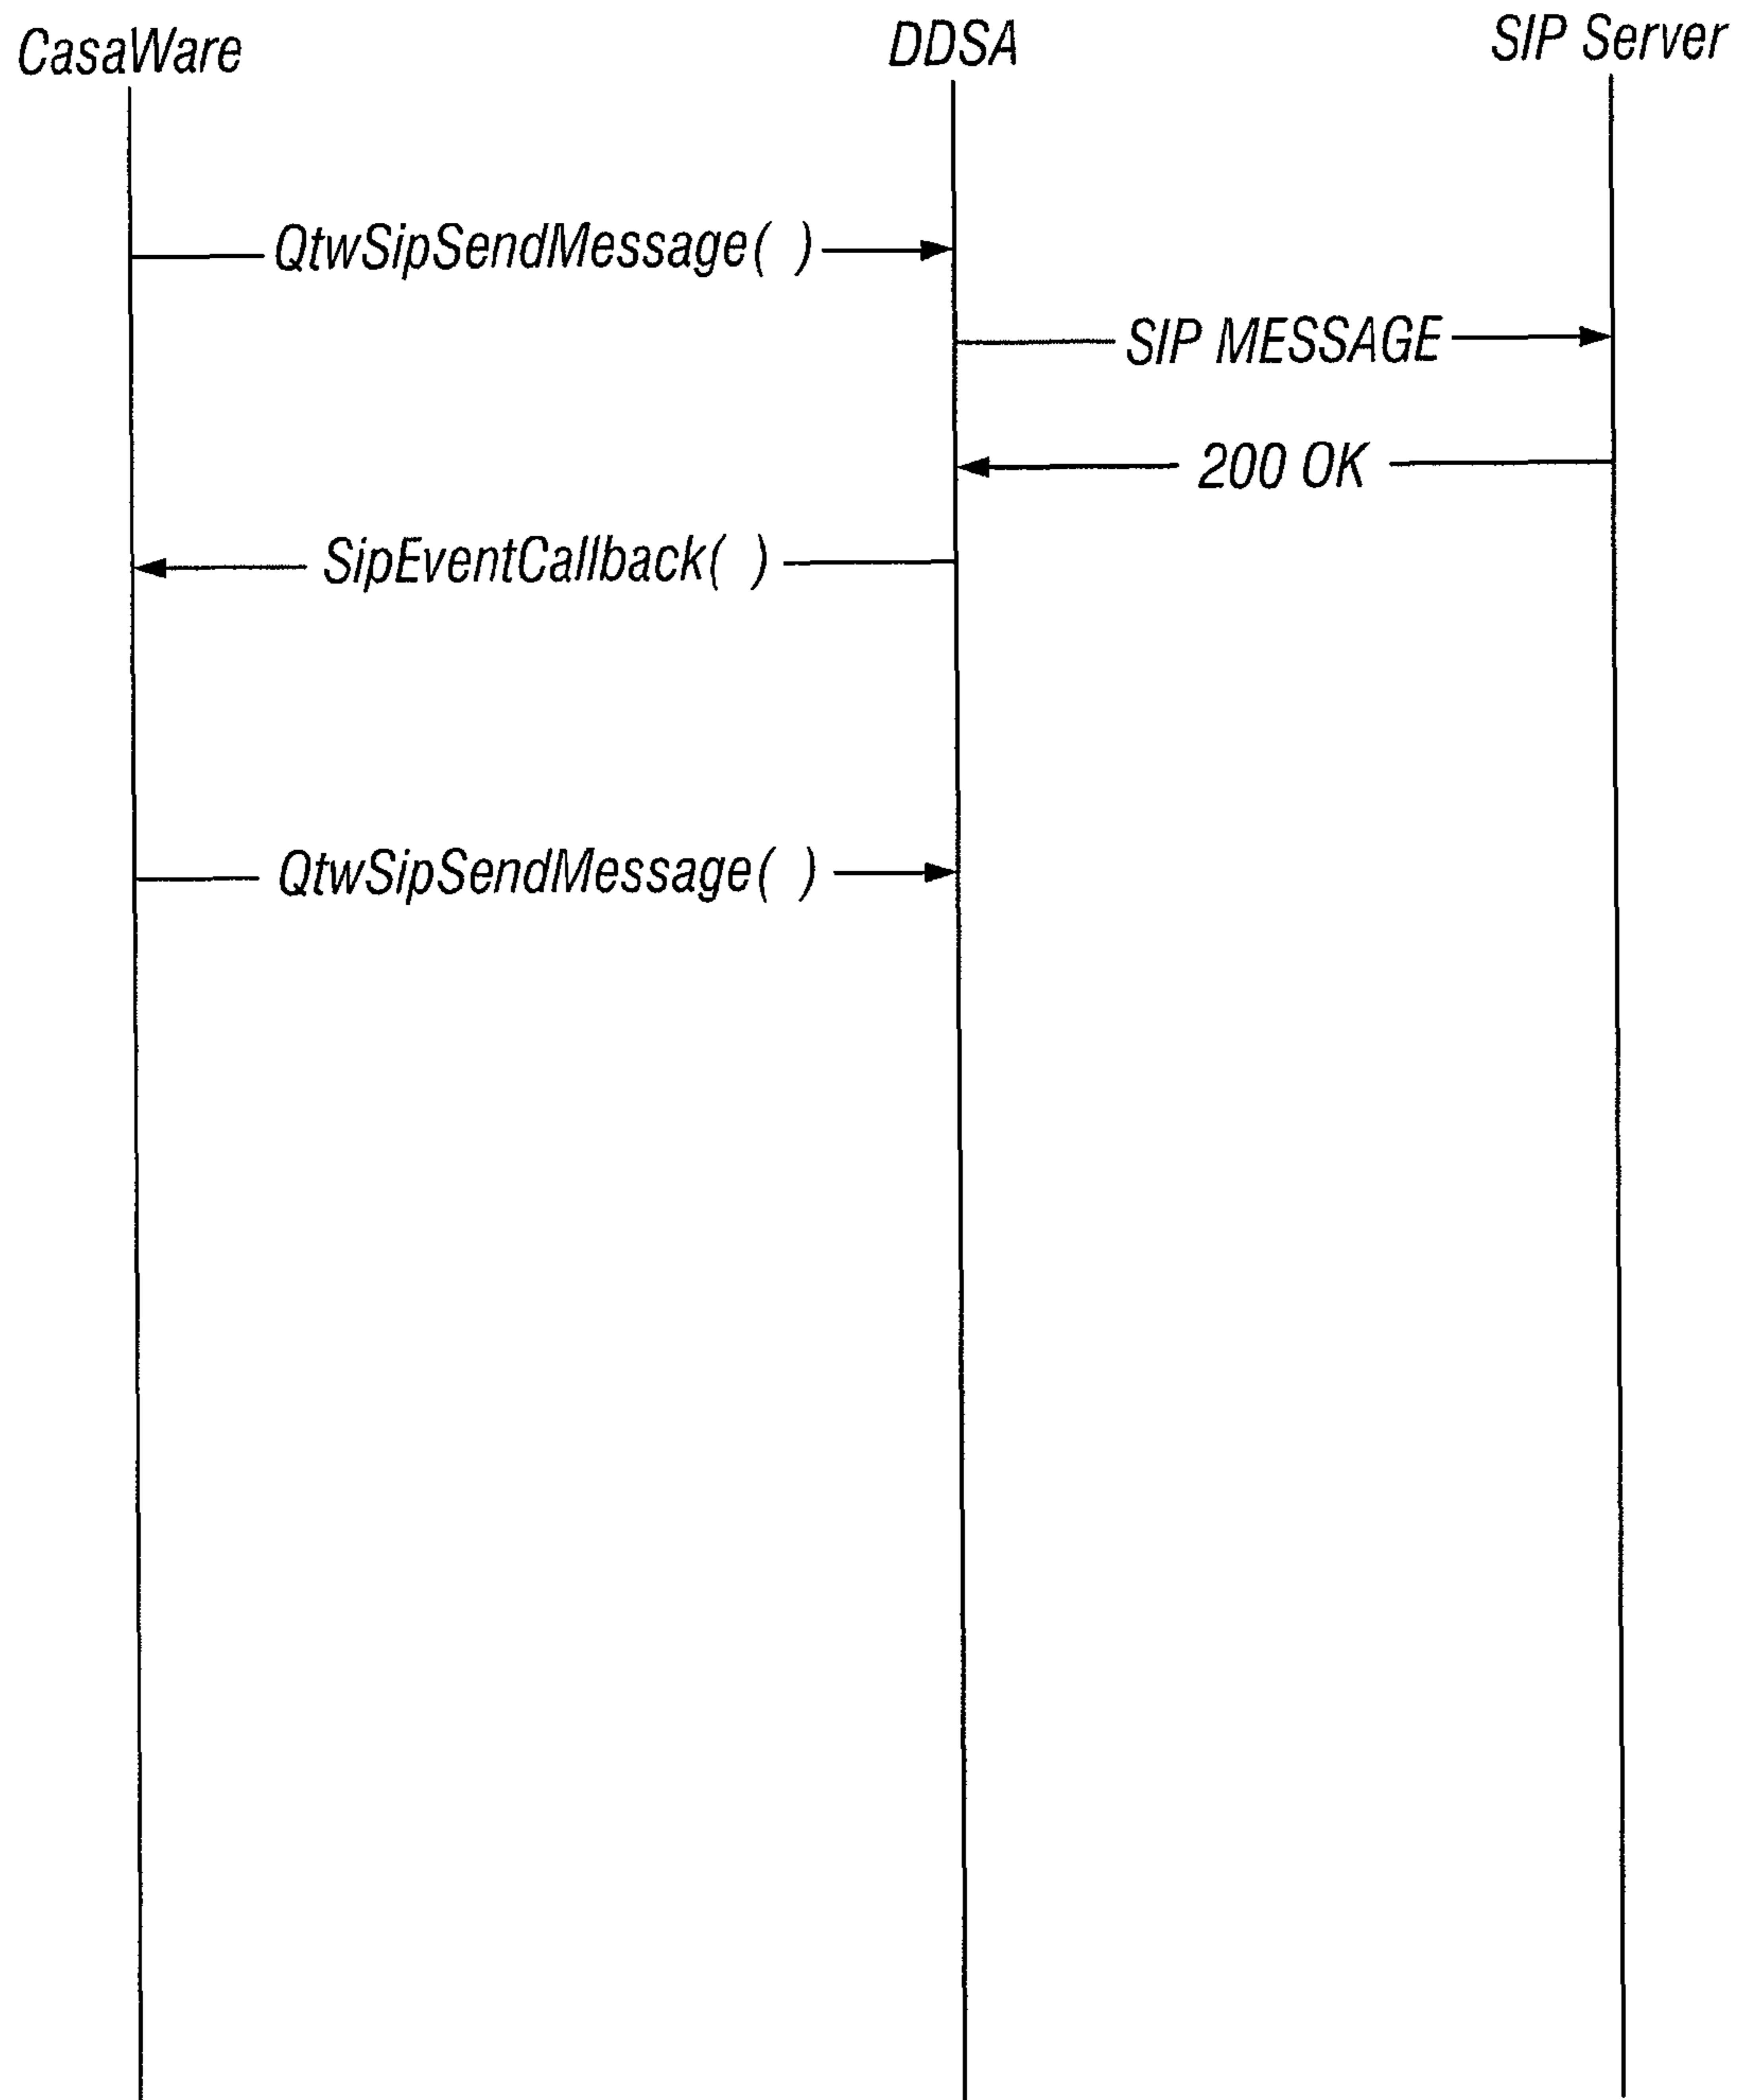 CasaWare
DDSA
SIP Server
QtwSipSendMessage( )
SIP MESSAGE
200 OK
SipEventCallback( )
QtwSipSendMessage( )